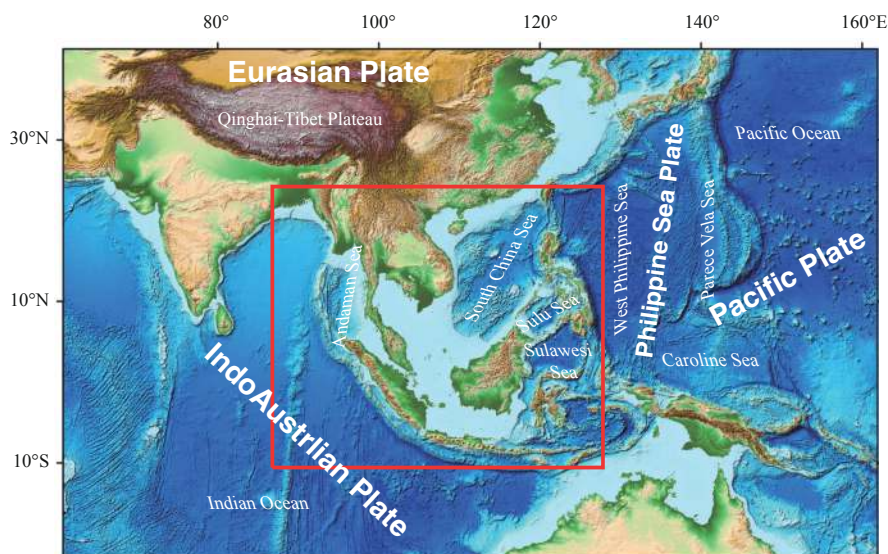 80° 100° 120° 140° 160°E
Eurasian Plate
Qinghai-Tibet Plateau
30°N
Pacific Ocean
Philippine Sea Plate
West Philippine Sea
Parece Vela Sea
South China Sea
Andaman Sea
10°N
Pacific Plate
Sulu Sea
Sulawesi
Sea
Caroline Sea
IndoAustrlian Plate
10°S
Indian Ocean